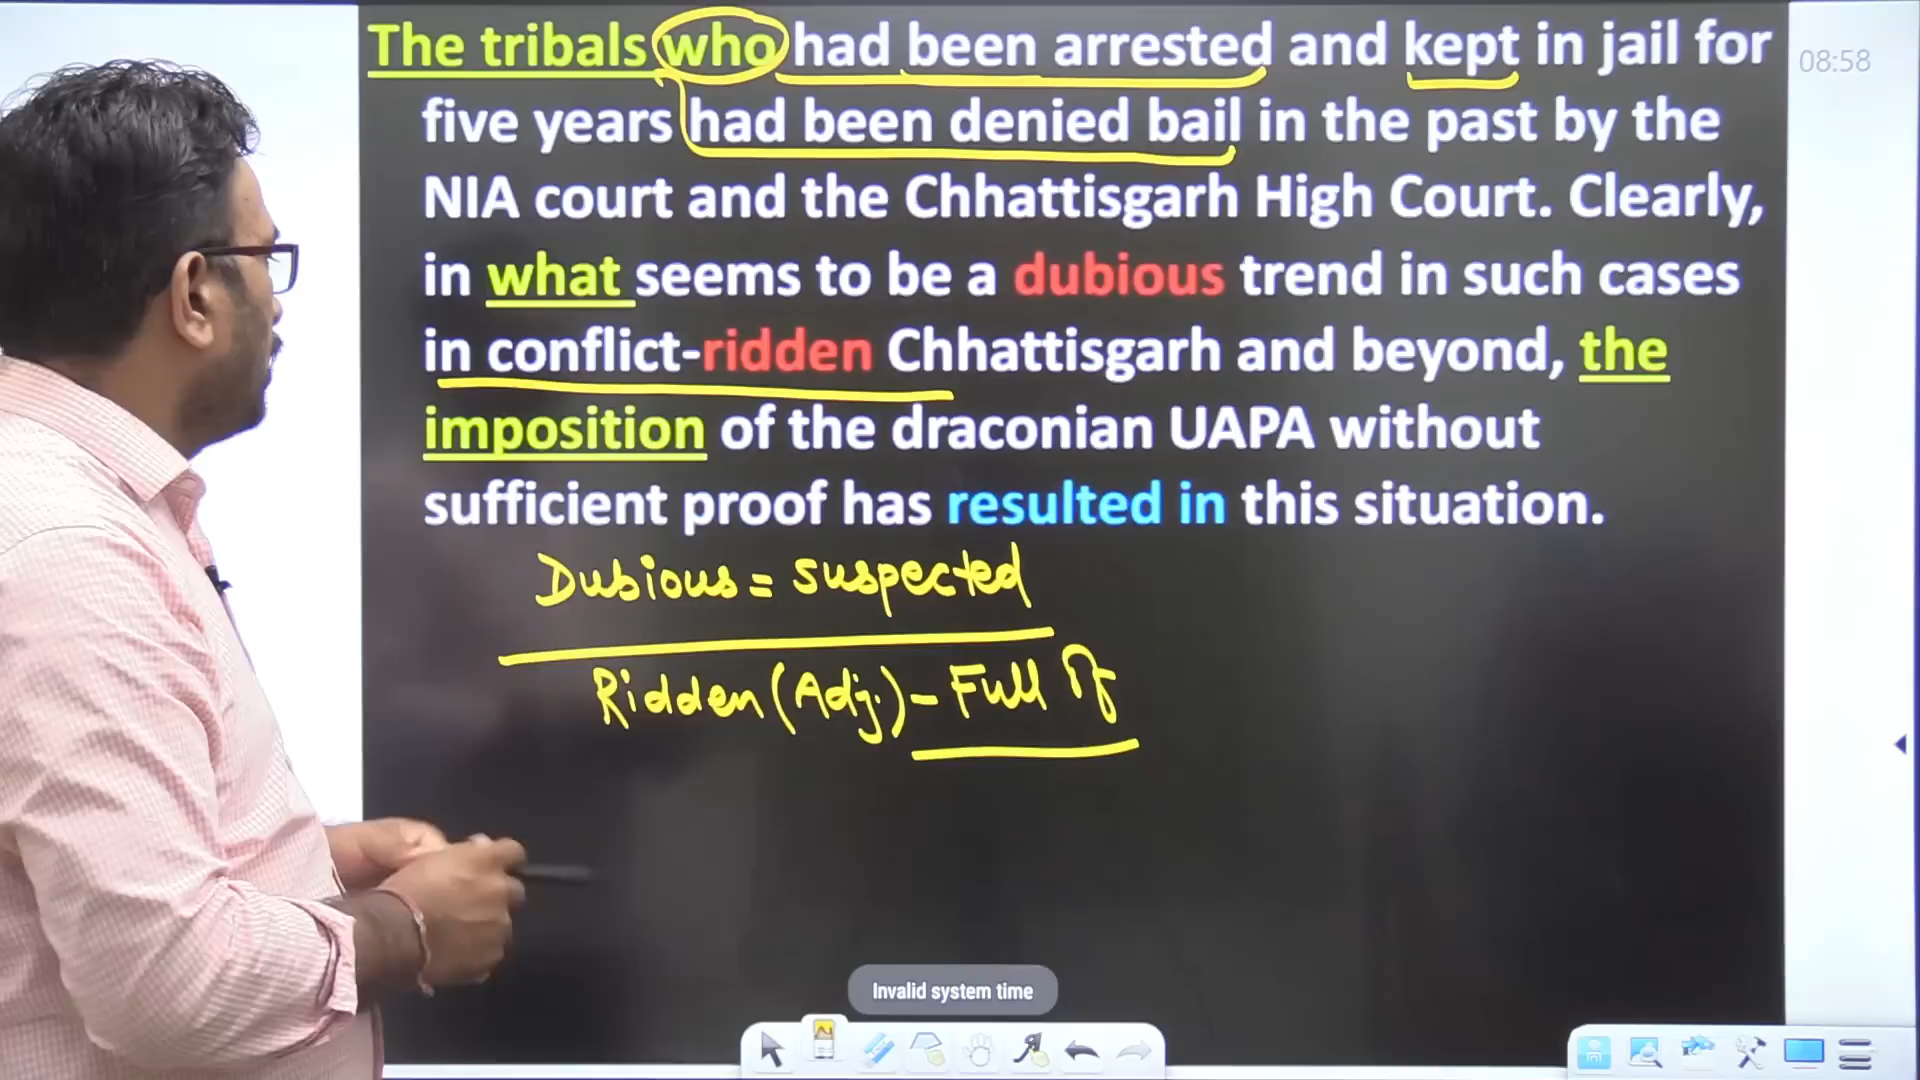 The tribals who had been arrested and kept in jail for
08:58
five years had been denied bail in the past by the
NIA court and the Chhattisgarh High Court. Clearly,
in what seems to be a dubious trend in such cases
in conflict-ridden Chhattisgarh and beyond, the
imposition of the draconian UAPA without
sufficient proof has resulted in this situation.
Dubious = suspected
Ridden (Adj.) - Full of
Invalid system time